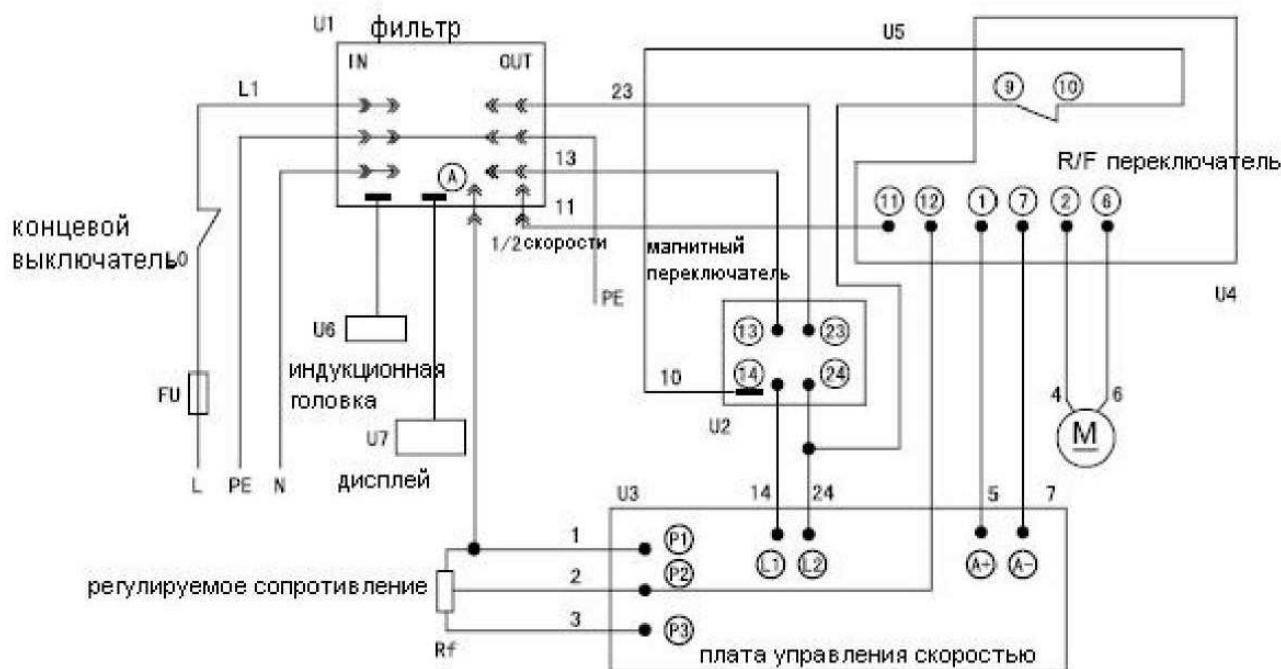 U1 фильтр
U5
IN OUT
L1
23
9 10
R/F переключатель
13
A
11
11 12 1 7 2 6
1/2 скорости
концевой
выключатель0
магнитный
переключатель
PE
U4
U6
13 23
индукционная
головка
10
14 24
FU
U2
4 6
M
U7
L PE N
дисплей
U3
14 24
5 7
1
P1
L1 L2
A+ A-
регулируемое сопротивление
2
P2
3
P3
Rf
плата управления скоростью